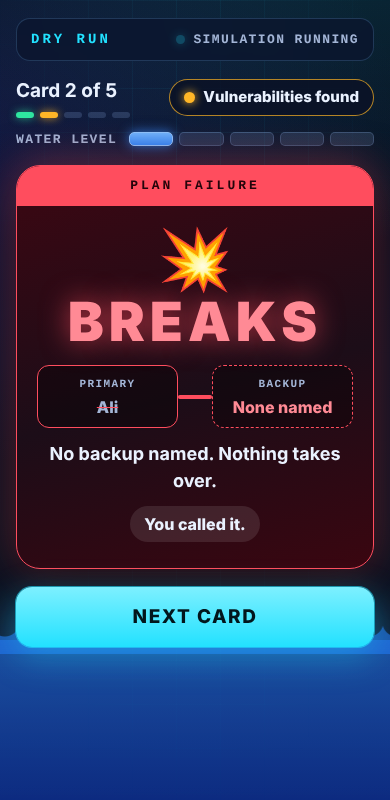 DRY RUN
SIMULATION RUNNING
Card 2 of 5
Vulnerabilities found
WATER LEVEL
PLAN FAILURE
BREAKS
PRIMARY
Ali
BACKUP
None named
No backup named. Nothing takes
over.
You called it.
NEXT CARD